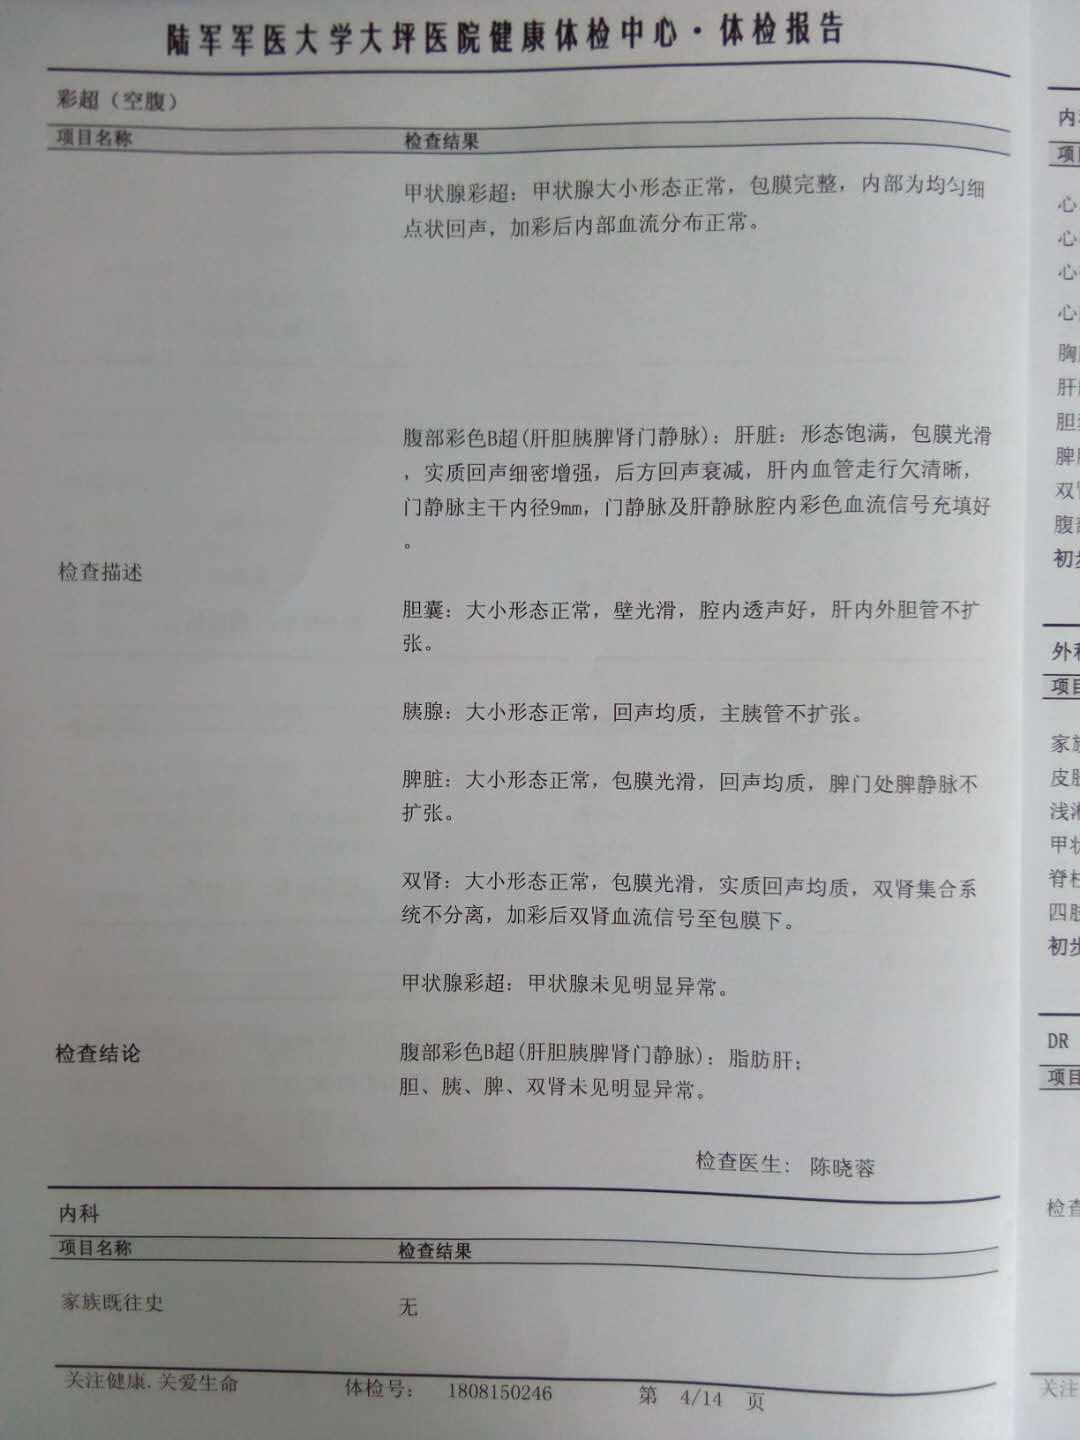 陆军军医大学大坪医院健康体检中心·体检报告
彩超（空腹）
项目名称 检查结果
甲状腺彩超：甲状腺大小形态正常，包膜完整，内部为均匀细
点状回声，加彩后内部血流分布正常。
腹部彩色B超(肝胆胰脾肾门静脉)：肝脏：形态饱满，包膜光滑
，实质回声细密增强，后方回声衰减，肝内血管走行欠清晰，
门静脉主干内径9mm，门静脉及肝静脉腔内彩色血流信号充填好
。
检查描述
胆囊：大小形态正常，壁光滑，腔内透声好，肝内外胆管不扩
张。
胰腺：大小形态正常，回声均质，主胰管不扩张。
脾脏：大小形态正常，包膜光滑，回声均质，脾门处脾静脉不
扩张。
双肾：大小形态正常，包膜光滑，实质回声均质，双肾集合系
统不分离，加彩后双肾血流信号至包膜下。
甲状腺彩超：甲状腺未见明显异常。
检查结论
腹部彩色B超(肝胆胰脾肾门静脉)：脂肪肝；
胆、胰、脾、双肾未见明显异常。
检查医生： 陈晓蓉
内科
项目名称 检查结果
家族既往史 无
关注健康.关爱生命 体检号： 1808150246 第 4/14 页
内
项
心
心
心
心
胸
肝
胆
脾
双
腹
初
外
项
家
皮
浅
甲
脊
四
初
DR
项
检
关注